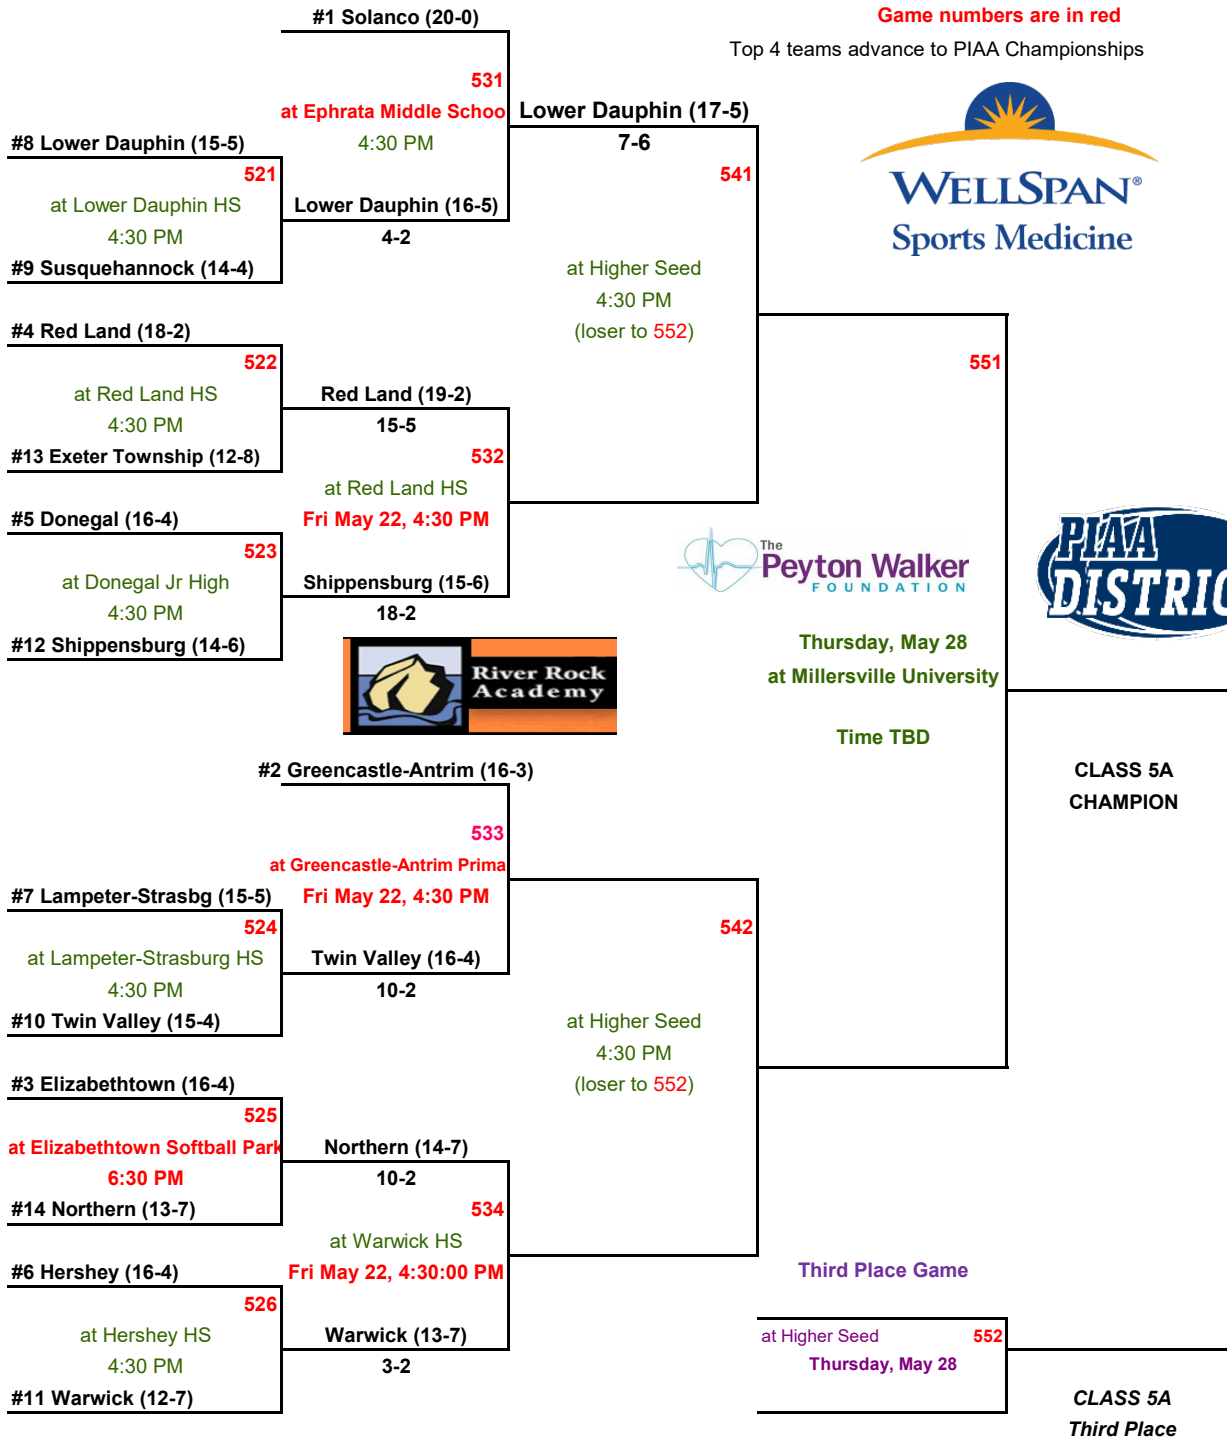 #1 Solanco (20-0)
Game numbers are in red
Top 4 teams advance to PIAA Championships
531
at Ephrata Middle Schoo
4:30 PM
Lower Dauphin (17-5)
7-6
WELLSPAN®
Sports Medicine
#8 Lower Dauphin (15-5)
521
at Lower Dauphin HS
4:30 PM
#9 Susquehannock (14-4)
Lower Dauphin (16-5)
4-2
541
at Higher Seed
4:30 PM
(loser to 552)
#4 Red Land (18-2)
522
at Red Land HS
4:30 PM
#13 Exeter Township (12-8)
Red Land (19-2)
15-5
532
at Red Land HS
Fri May 22, 4:30 PM
551
#5 Donegal (16-4)
523
at Donegal Jr High
4:30 PM
#12 Shippensburg (14-6)
Shippensburg (15-6)
18-2
The
Peyton Walker
FOUNDATION
PIAA
DISTRIC
River Rock
Academy
Thursday, May 28
at Millersville University
Time TBD
CLASS 5A
CHAMPION
#2 Greencastle-Antrim (16-3)
533
at Greencastle-Antrim Prima
Fri May 22, 4:30 PM
#7 Lampeter-Strasbg (15-5)
524
at Lampeter-Strasburg HS
4:30 PM
#10 Twin Valley (15-4)
Twin Valley (16-4)
10-2
542
at Higher Seed
4:30 PM
(loser to 552)
#3 Elizabethtown (16-4)
525
at Elizabethtown Softball Park
6:30 PM
#14 Northern (13-7)
Northern (14-7)
10-2
534
at Warwick HS
Fri May 22, 4:30:00 PM
#6 Hershey (16-4)
526
at Hershey HS
4:30 PM
#11 Warwick (12-7)
Warwick (13-7)
3-2
Third Place Game
at Higher Seed
552
Thursday, May 28
CLASS 5A
Third Place